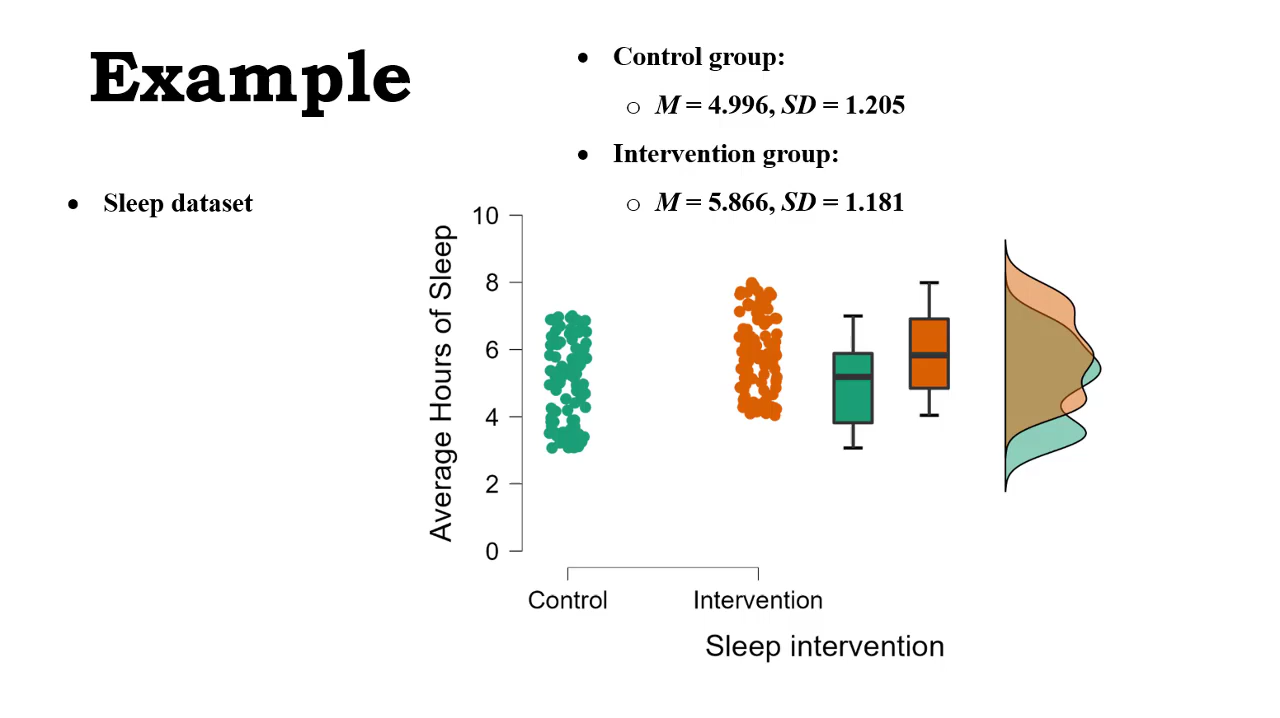 Example
• Sleep dataset
• Control group:
o M = 4.996, SD = 1.205
• Intervention group:
o M = 5.866, SD = 1.181
Average Hours of Sleep
10
8
6
4
2
0
Control Intervention
Sleep intervention